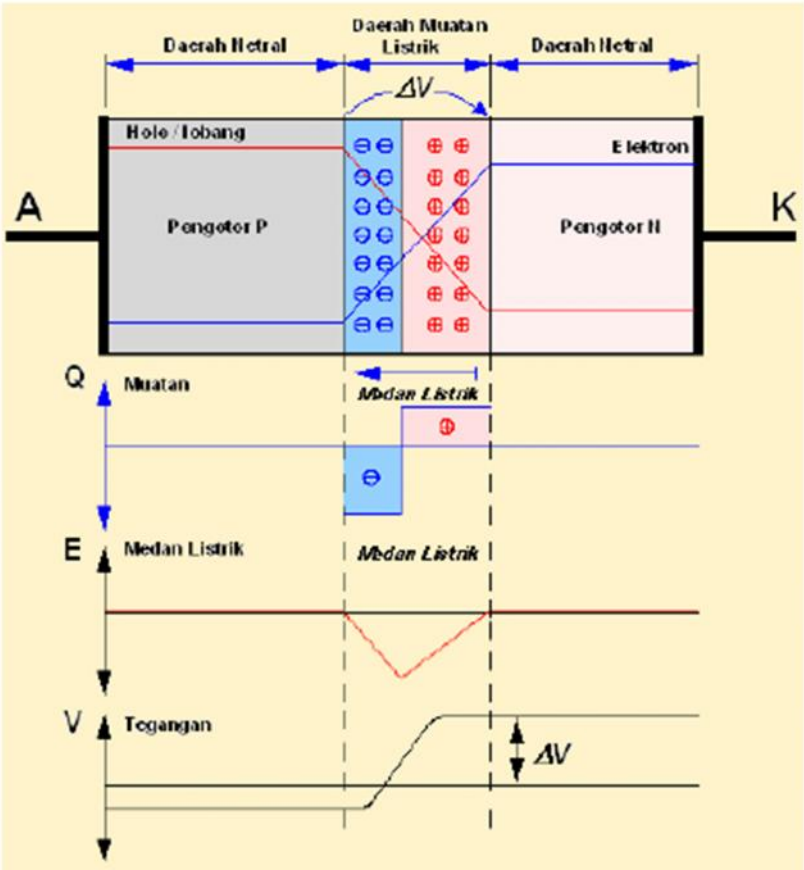 Daerah Netral
Daerah Muatan
Listrik
Daerah Netral
ΔV
Hole / lobang
Elektron
A
K
Pengotor P
Pengotor N
Q
Muatan
Medan Listrik
E
Medan Listrik
Medan Listrik
V
Tegangan
ΔV